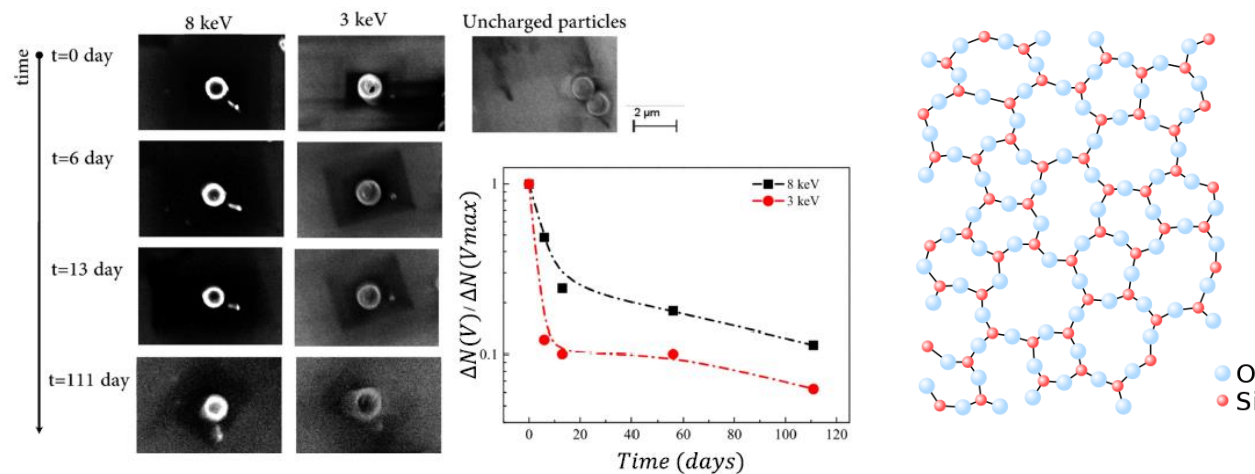 8 keV
3 keV
Uncharged particles
time
t=0 day
t=6 day
t=13 day
t=111 day
2 μm
ΔN(V)/ΔN(Vmax)
1
0.1
8 keV
3 keV
0 20 40 60 80 100 120
Time (days)
O
Si